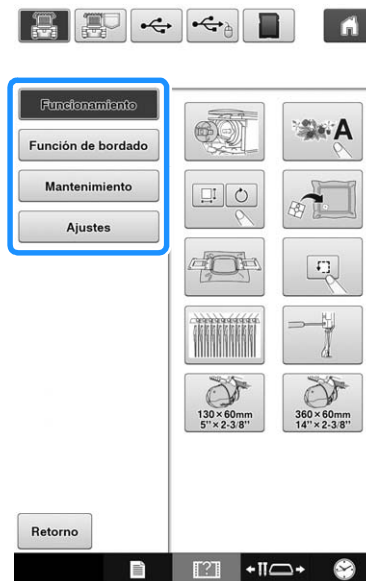 Funcionamiento
A
Función de bordado
Mantenimiento
Ajustes
130×60mm
5"×2-3/8"
360×60mm
14"×2-3/8"
Retorno
?